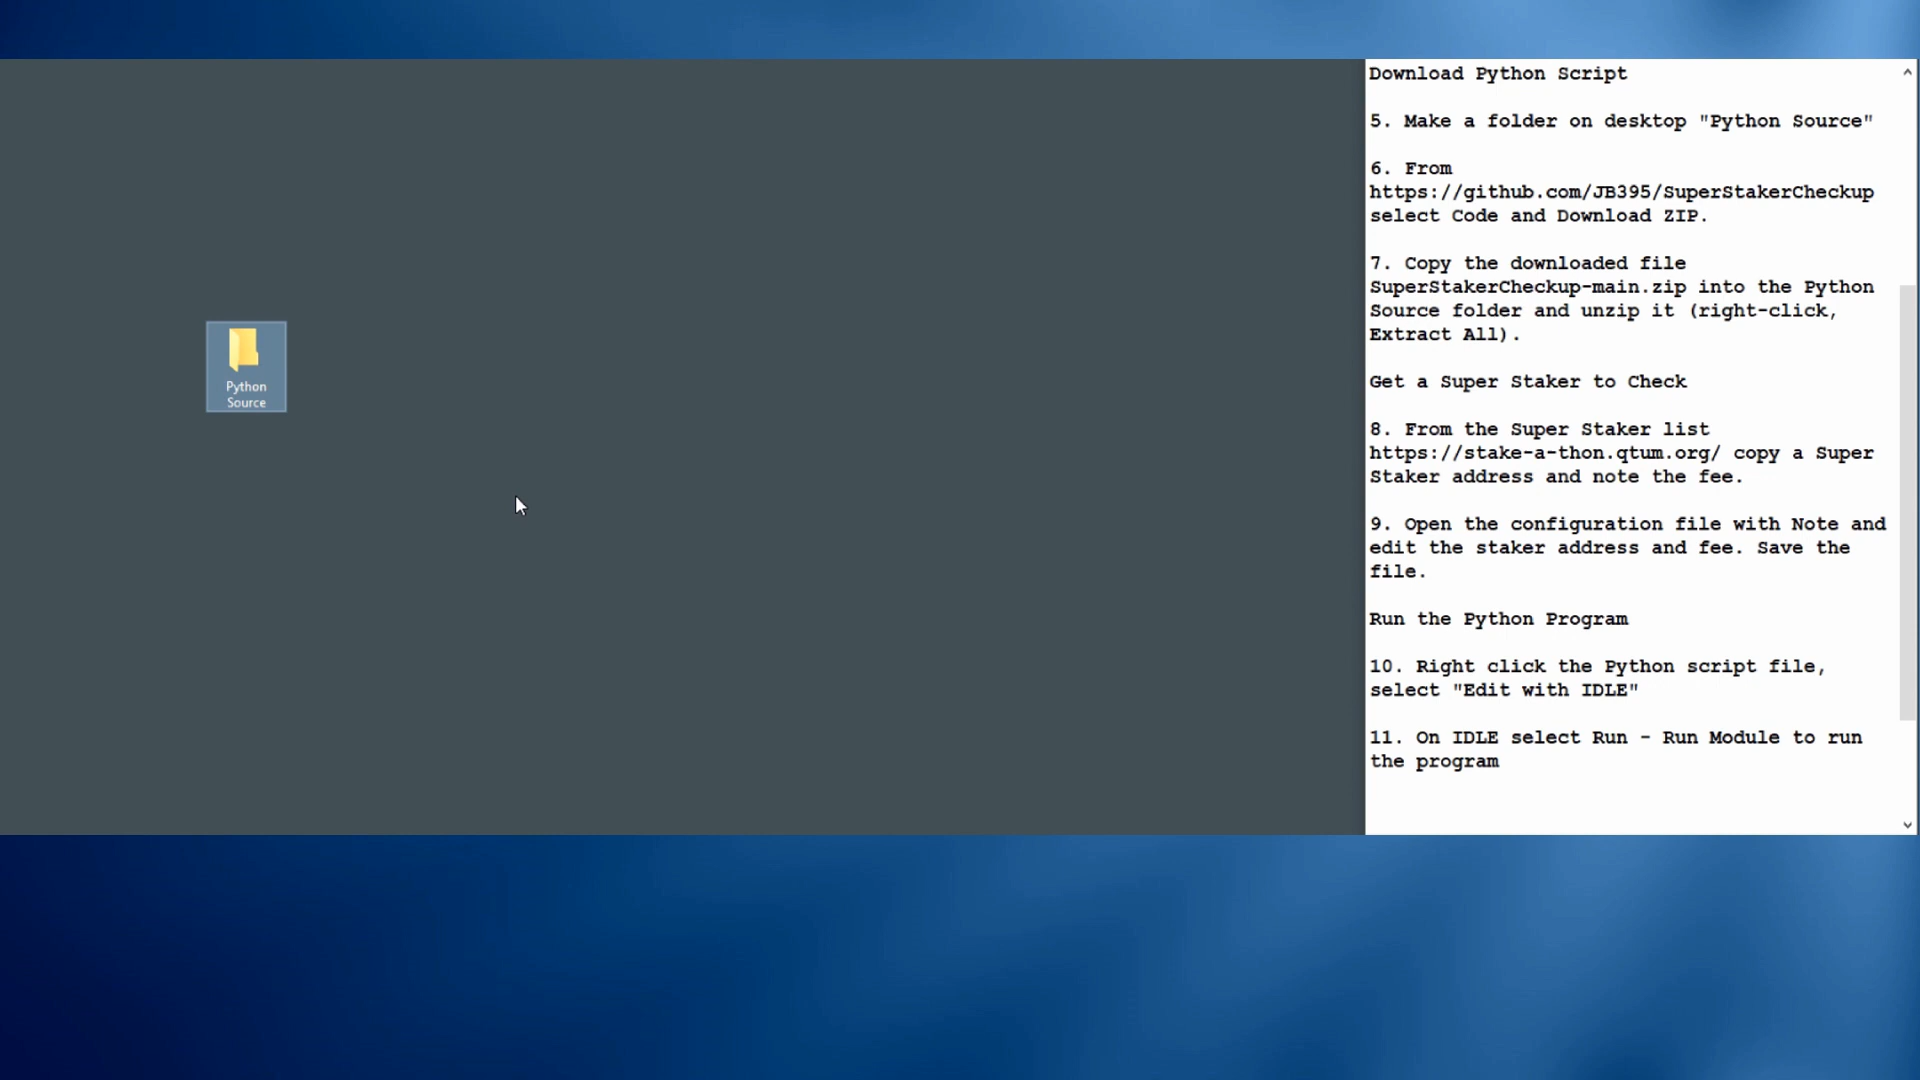 Python
Source
Download Python Script
5. Make a folder on desktop "Python Source"
6. From
https://github.com/JB395/SuperStakerCheckup
select Code and Download ZIP.
7. Copy the downloaded file
SuperStakerCheckup-main.zip into the Python
Source folder and unzip it (right-click,
Extract All).
Get a Super Staker to Check
8. From the Super Staker list
https://stake-a-thon.qtum.org/ copy a Super
Staker address and note the fee.
9. Open the configuration file with Note and
edit the staker address and fee. Save the
file.
Run the Python Program
10. Right click the Python script file,
select "Edit with IDLE"
11. On IDLE select Run - Run Module to run
the program